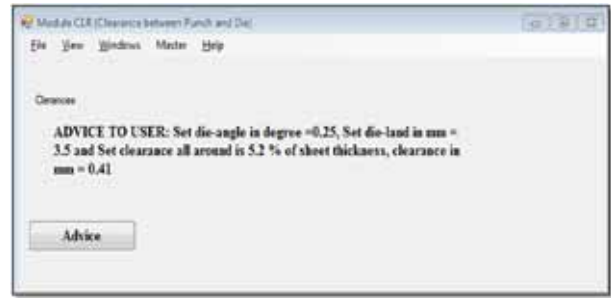 Module CLR (Clearance between Punch and Die)
File View Windows Master Help
Clearances
ADVICE TO USER: Set die-angle in degree =0.25, Set die-land in mm =
3.5 and Set clearance all around is 5.2 % of sheet thickness, clearance in
mm = 0.41
Advice